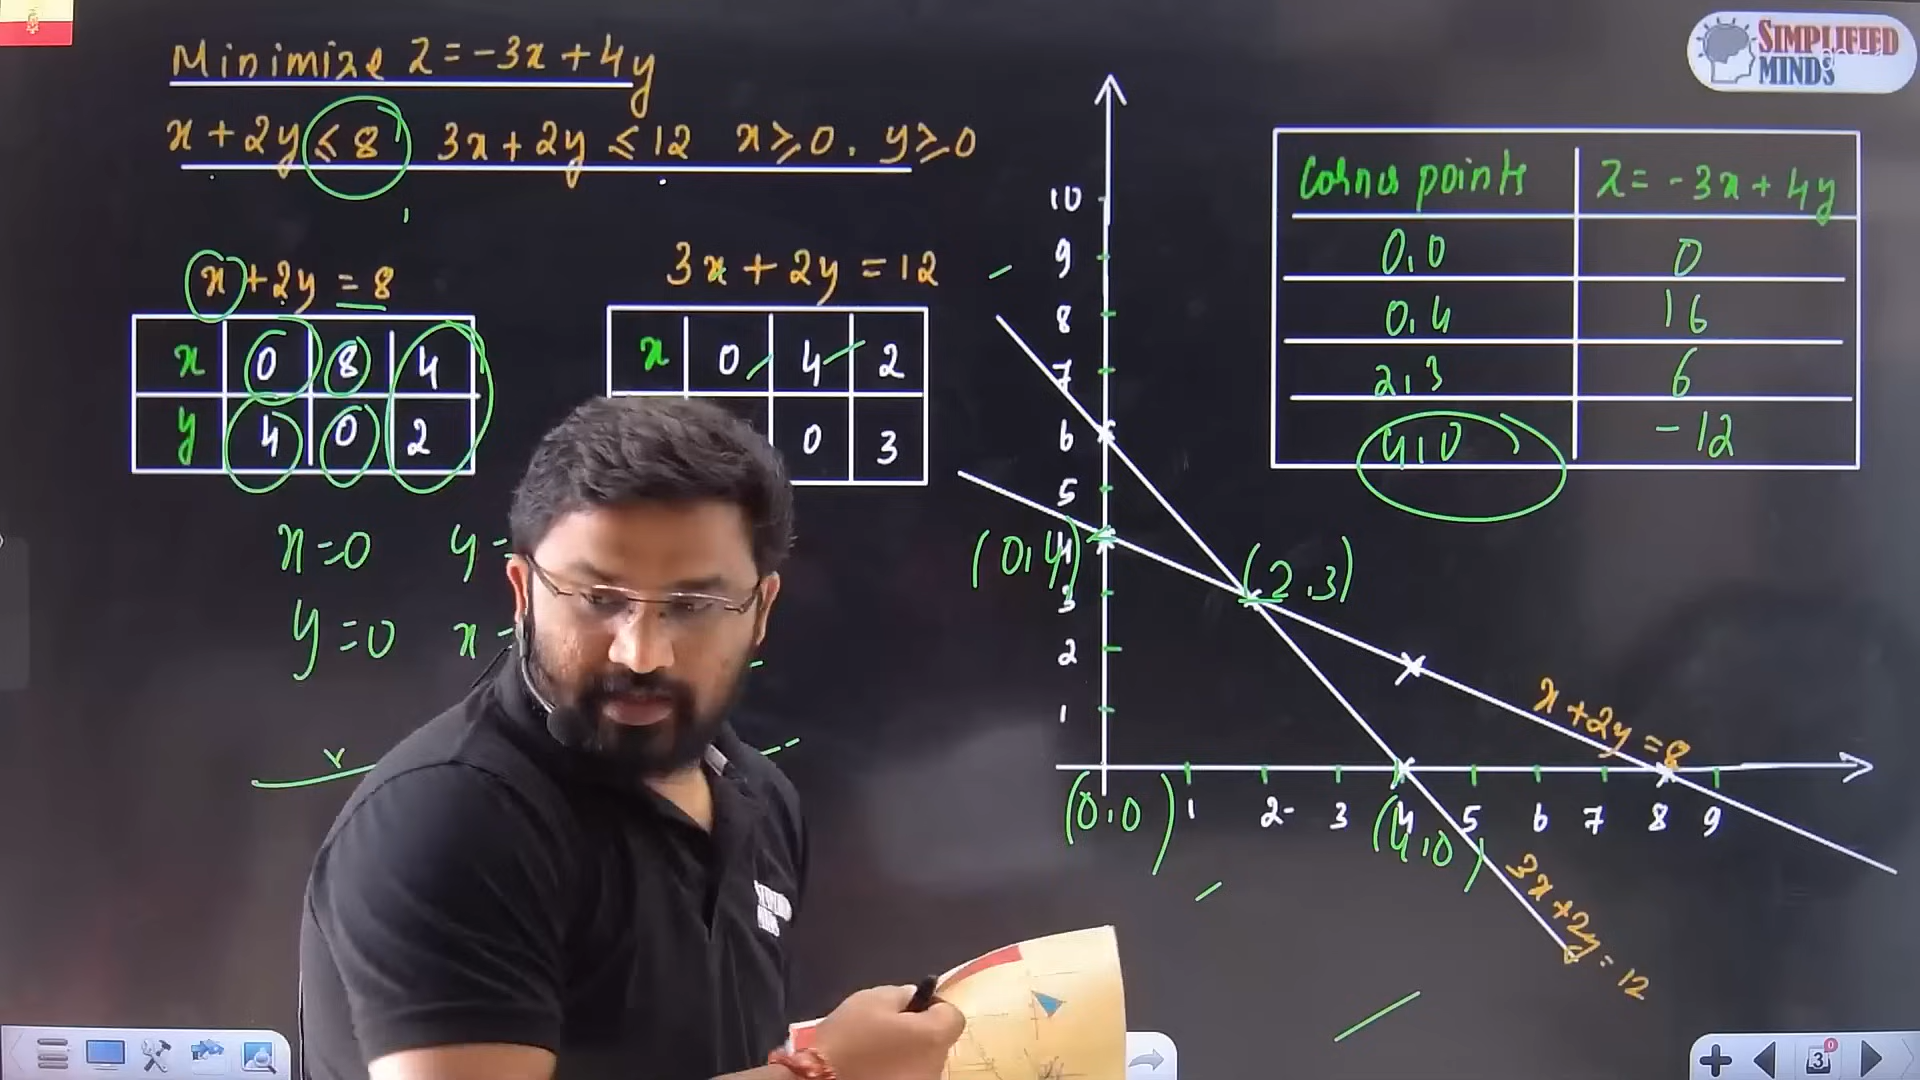 Minimize z = -3x + 4y
x + 2y ≤ 8 3x + 2y ≤ 12 x ≥ 0, y ≥ 0
x + 2y = 8
x 0 8 4
y 4 0 2
x=0 y=
y=0 x=
3x + 2y = 12
x 0 4 2
0 3
10
9
8
7
6
5
4
3
2
1
(0,4)
(2,3)
(0,0)
(4,0)
1 2 3 4 5 6 7 8 9
x + 2y = 8
3x + 2y = 12
SIMPLIFIED
MINDS
Corner points z = -3x + 4y
0,0 0
0,4 16
2,3 6
4,0 -12
3